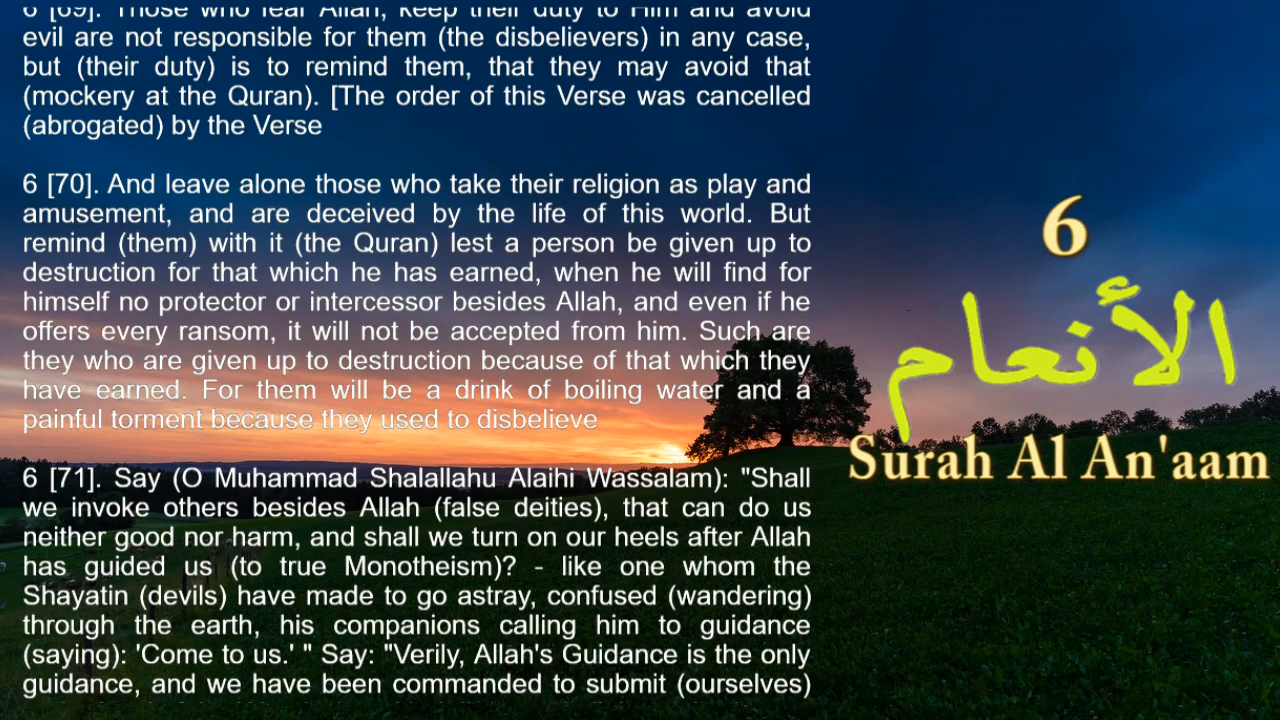 6 [69]. Those who fear Allah, keep their duty to Him and avoid
evil are not responsible for them (the disbelievers) in any case,
but (their duty) is to remind them, that they may avoid that
(mockery at the Quran). [The order of this Verse was cancelled
(abrogated) by the Verse
6 [70]. And leave alone those who take their religion as play and
amusement, and are deceived by the life of this world. But
remind (them) with it (the Quran) lest a person be given up to
destruction for that which he has earned, when he will find for
himself no protector or intercessor besides Allah, and even if he
offers every ransom, it will not be accepted from him. Such are
they who are given up to destruction because of that which they
have earned. For them will be a drink of boiling water and a
painful torment because they used to disbelieve
6 [71]. Say (O Muhammad Shalallahu Alaihi Wassalam): "Shall
we invoke others besides Allah (false deities), that can do us
neither good nor harm, and shall we turn on our heels after Allah
has guided us (to true Monotheism)? - like one whom the
Shayatin (devils) have made to go astray, confused (wandering)
through the earth, his companions calling him to guidance
(saying): 'Come to us.' " Say: "Verily, Allah's Guidance is the only
guidance, and we have been commanded to submit (ourselves)
6
الأنعام
Surah Al An'aam